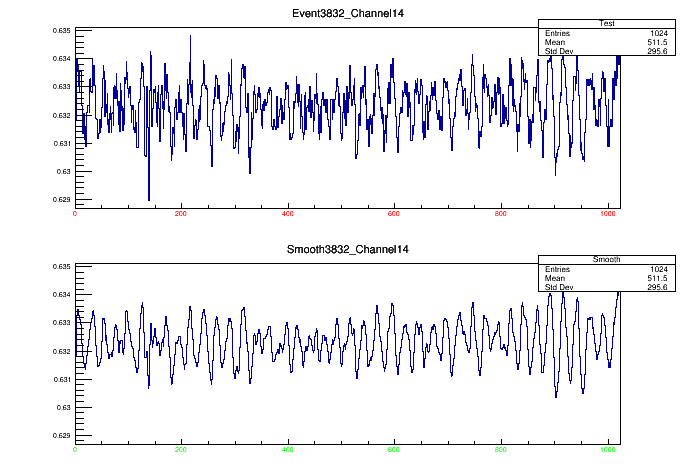 Event3832_Channel14
Test
Entries 1024
Mean 511.5
Std Dev 295.6
0.635
0.634
0.633
0.632
0.631
0.63
0.629
0 200 400 600 800 1000
Smooth3832_Channel14
Smooth
Entries 1024
Mean 511.5
Std Dev 295.6
0.635
0.634
0.633
0.632
0.631
0.63
0.629
0 200 400 600 800 1000